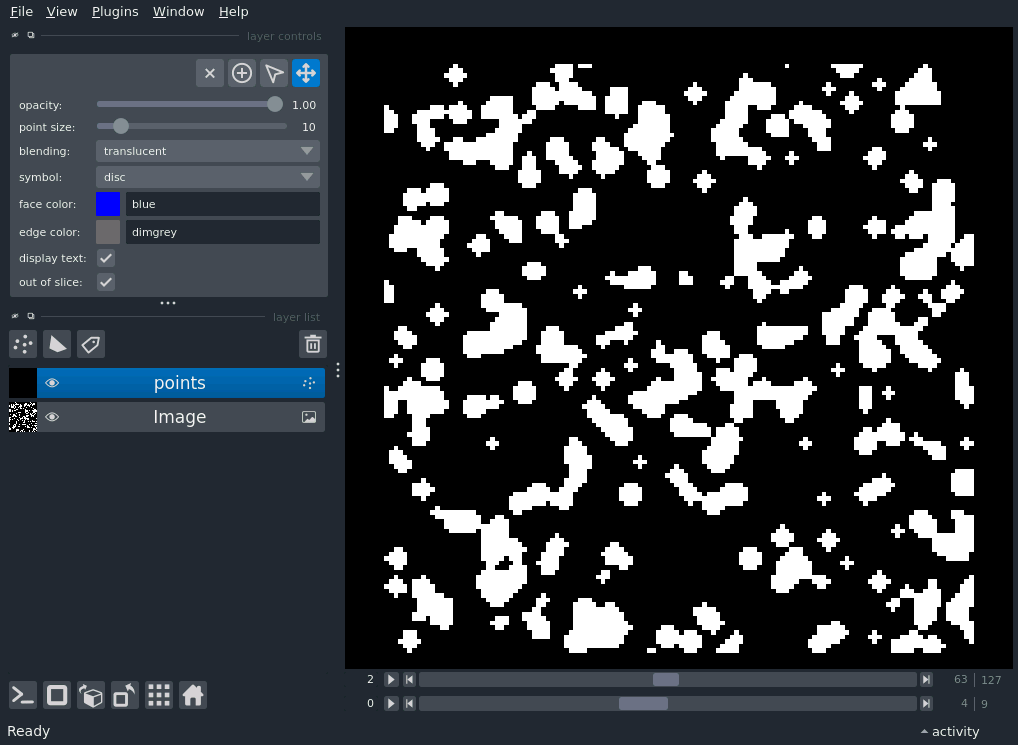 File View Plugins Window Help
layer controls
opacity: 1.00
point size: 10
blending: translucent
symbol: disc
face color: blue
edge color: dimgrey
display text:
out of slice:
layer list
points
Image
2 63 127
0 4 9
Ready activity